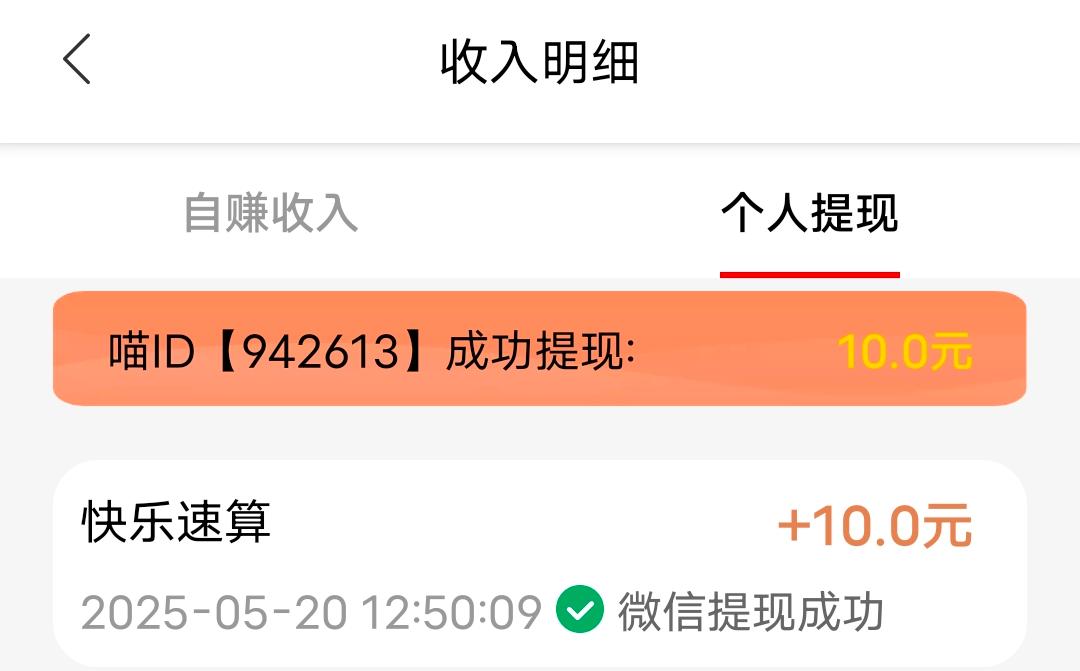 收入明细
自赚收入 个人提现
喵ID【942613】成功提现: 10.0元
快乐速算 +10.0元
2025-05-20 12:50:09 微信提现成功